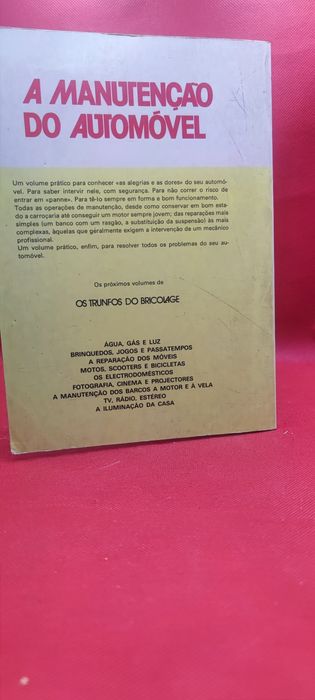 A MANUTENÇÃO
DO AUTOMÓVEL
Um volume prático para conhecer «as alegrias e as dores» do seu automó-
vel. Para saber intervir nele, com segurança. Para não correr o risco de
entrar em «panne». Para tê-lo sempre em forma e bom funcionamento.
Todas as operações de manutenção, desde como conservar em bom esta-
do a carroçaria até conseguir um motor sempre jovem; das reparações mais
simples (um banco com um rasgão, a substituição da suspensão) às mais
complexas, àquelas que geralmente exigem a intervenção de um mecânico
profissional.
Um volume prático, enfim, para resolver todos os problemas do seu au-
tomóvel.
Os próximos volumes de
OS TRUNFOS DO BRICOLAGE
ÁGUA, GÁS E LUZ
BRINQUEDOS, JOGOS E PASSATEMPOS
A REPARAÇÃO DOS MÓVEIS
MOTOS, SCOOTERS E BICICLETAS
OS ELECTRODOMÉSTICOS
FOTOGRAFIA, CINEMA E PROJECTORES
A MANUTENÇÃO DOS BARCOS A MOTOR E À VELA
TV, RÁDIO, ESTÉREO
A ILUMINAÇÃO DA CASA